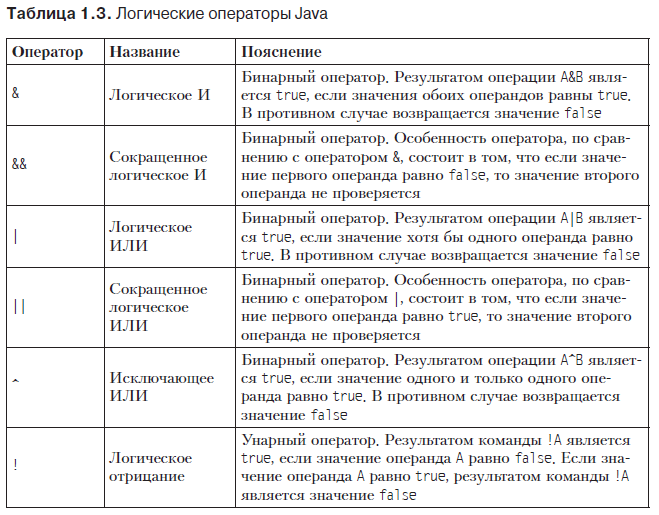 Таблица 1.3. Логические операторы Java
Оператор Название Пояснение
& Логическое И Бинарный оператор. Результатом операции A&B явля-
ется true, если значения обоих операндов равны true.
В противном случае возвращается значение false
&& Сокращенное логическое И Бинарный оператор. Особенность оператора, по срав-
нению с оператором &, состоит в том, что если значе-
ние первого операнда равно false, то значение второго
операнда не проверяется
| Логическое ИЛИ Бинарный оператор. Результатом операции A|B являет-
ся true, если значение хотя бы одного операнда равно
true. В противном случае возвращается значение false
|| Сокращенное логическое ИЛИ Бинарный оператор. Особенность оператора, по срав-
нению с оператором |, состоит в том, что если значе-
ние первого операнда равно true, то значение второго
операнда не проверяется
^ Исключающее ИЛИ Бинарный оператор. Результатом операции A^B являет-
ся true, если значение одного и только одного опе-
ранда равно true. В противном случае возвращается
значение false
! Логическое отрицание Унарный оператор. Результатом команды !A является
true, если значение операнда A равно false. Если зна-
чение операнда A равно true, результатом команды !A
является значение false